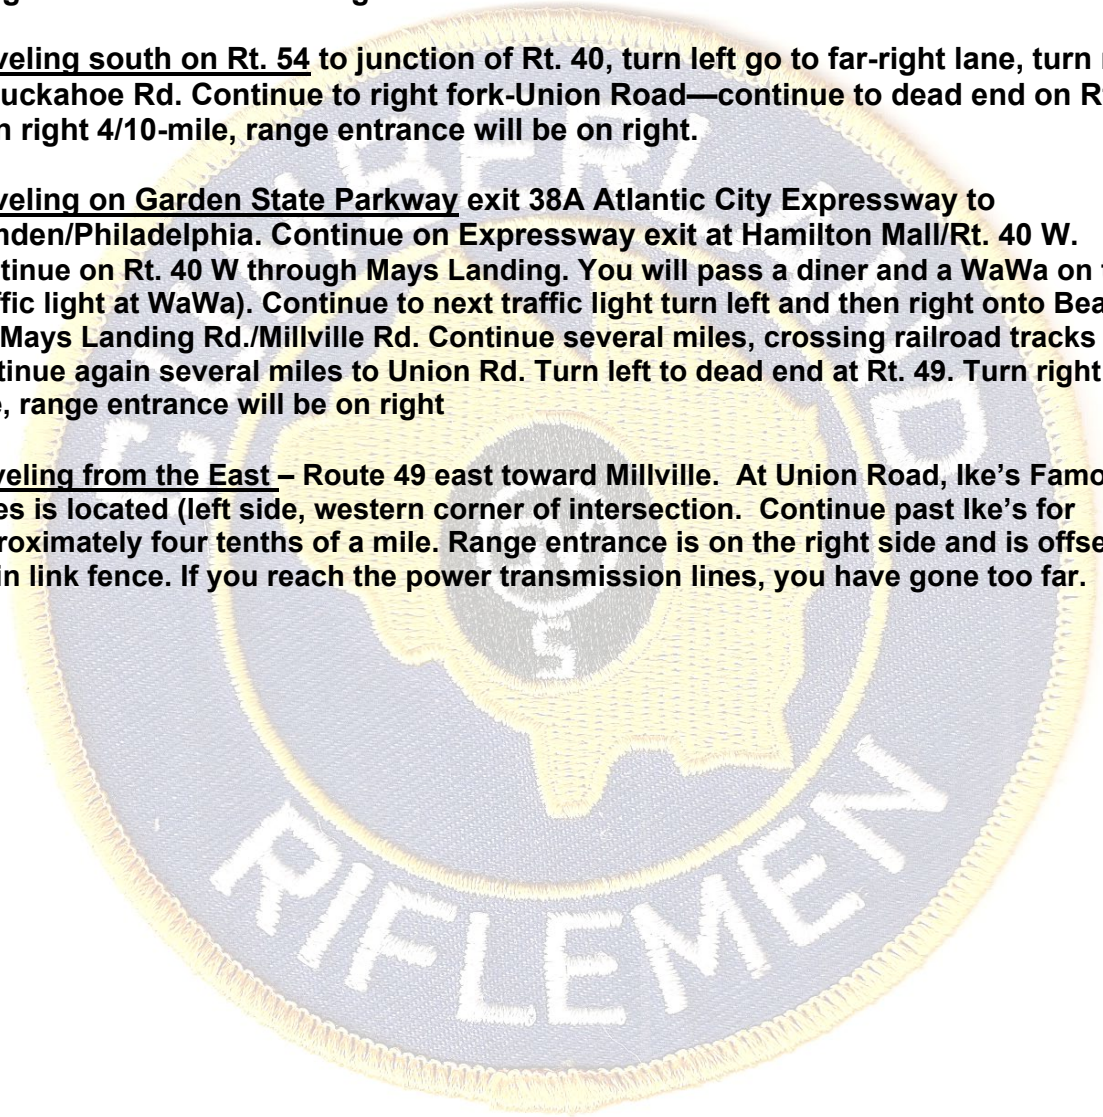 veling south on Rt. 54 to junction of Rt. 40, turn left go to far-right lane, turn
uckahoe Rd. Continue to right fork-Union Road—continue to dead end on R
n right 4/10-mile, range entrance will be on right.
veling on Garden State Parkway exit 38A Atlantic City Expressway to
nden/Philadelphia. Continue on Expressway exit at Hamilton Mall/Rt. 40 W.
tinue on Rt. 40 W through Mays Landing. You will pass a diner and a WaWa on
ffic light at WaWa). Continue to next traffic light turn left and then right onto Bea
Mays Landing Rd./Millville Rd. Continue several miles, crossing railroad tracks
tinue again several miles to Union Rd. Turn left to dead end at Rt. 49. Turn right
e, range entrance will be on right
veling from the East – Route 49 east toward Millville. At Union Road, Ike’s Famo
es is located (left side, western corner of intersection. Continue past Ike’s for
roximately four tenths of a mile. Range entrance is on the right side and is offse
in link fence. If you reach the power transmission lines, you have gone too far.
CUMBERLAND
S
RIFLEMEN